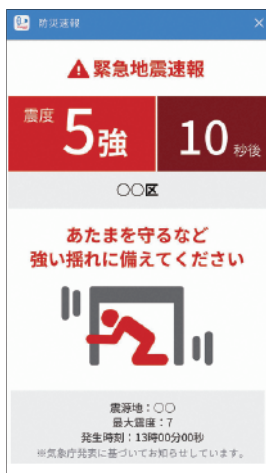 防災速報
緊急地震速報
震度 5強 10 秒後
○○区
あたまを守るなど
強い揺れに備えてください
震源地：○○
最大震度：7
発生時刻：13時00分00秒
※気象庁発表に基づいてお知らせしています。